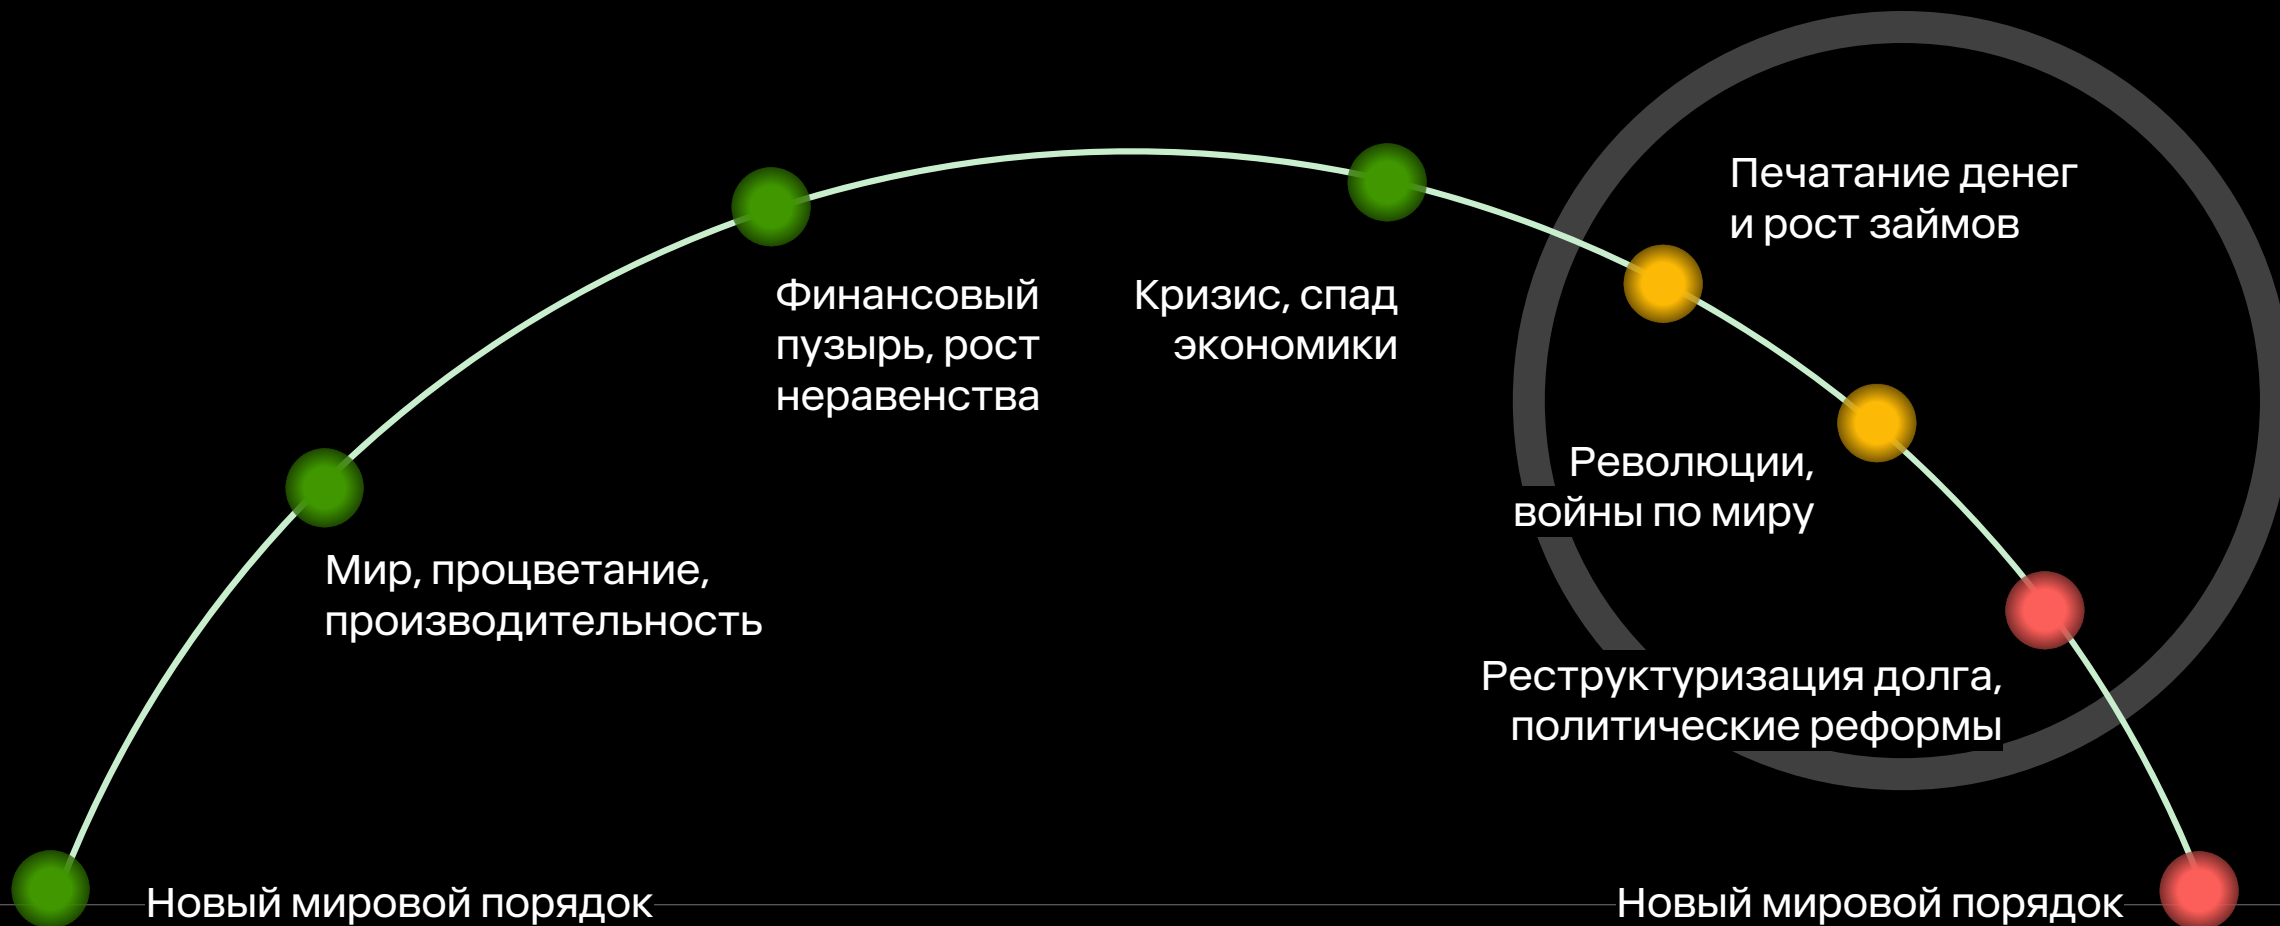 Печатание денег
и рост займов
Финансовый
пузырь, рост
неравенства
Кризис, спад
экономики
Революции,
войны по миру
Мир, процветание,
производительность
Реструктуризация долга,
политические реформы
Новый мировой порядок
Новый мировой порядок